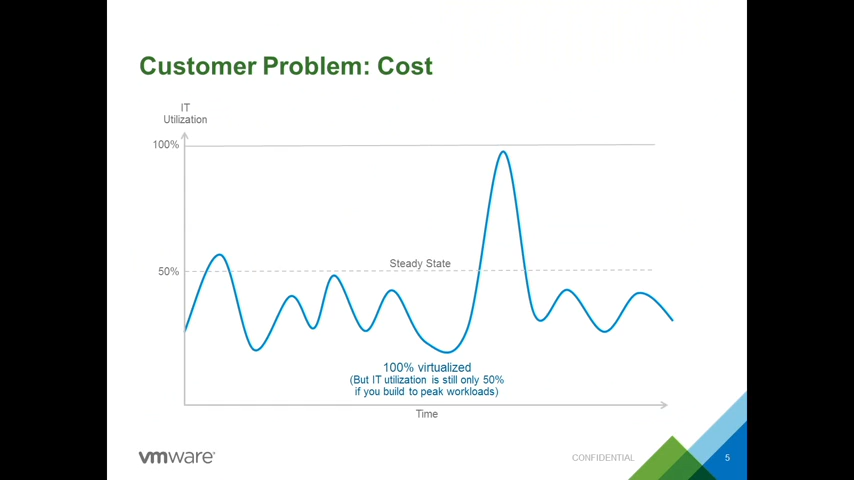 Customer Problem: Cost
IT
Utilization
100%
Steady State
50%
100% virtualized
(But IT utilization is still only 50%
if you build to peak workloads)
Time
vmware
CONFIDENTIAL
5